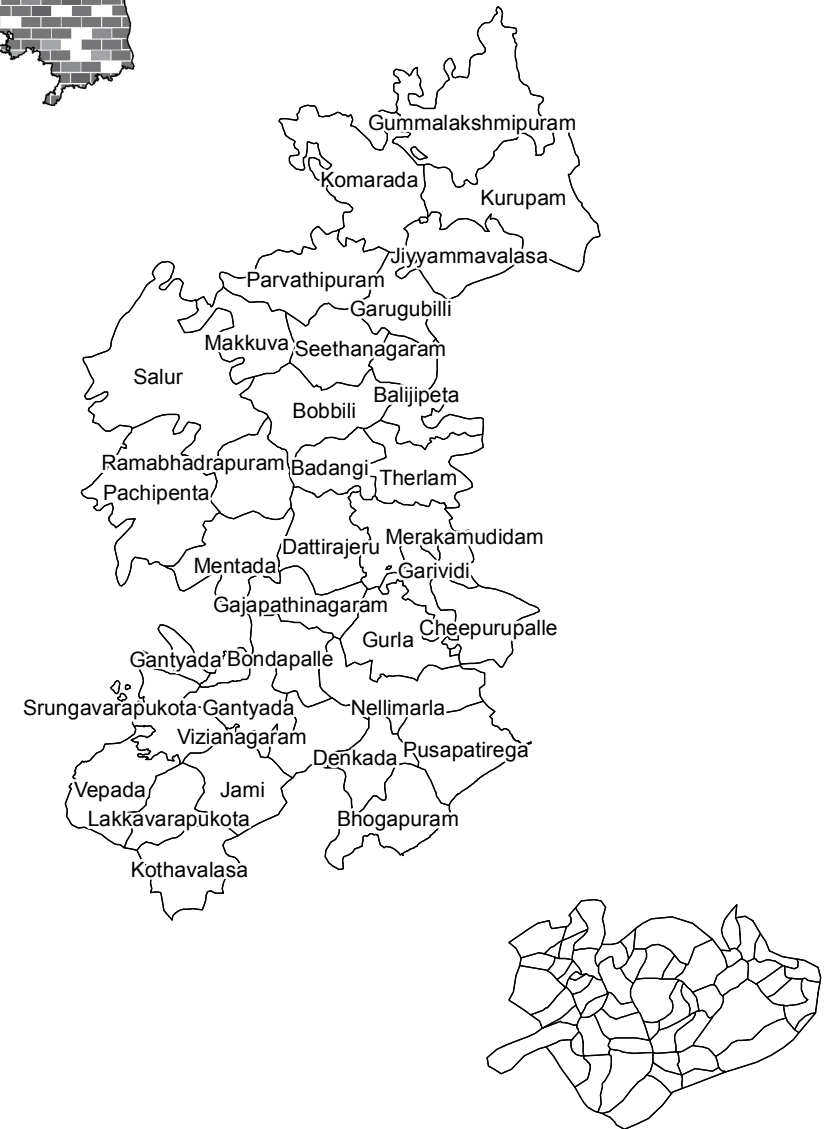 Gummalakshmipuram
Komarada
Kurupam
Jiyyammavalasa
Parvathipuram
Garugubilli
Makkuva
Seethanagaram
Salur
Balijipeta
Bobbili
Ramabhadrapuram
Badangi
Therlam
Pachipenta
Merakamudidam
Dattirajeru
Mentada
Garividi
Gajapathinagaram
Cheepurupalle
Gurla
Gantyada
Bondapalle
Srungavarapukota
Gantyada
Nellimarla
Vizianagaram
Denkada
Pusapatirega
Vepada
Jami
Lakkavarapukota
Bhogapuram
Kothavalasa